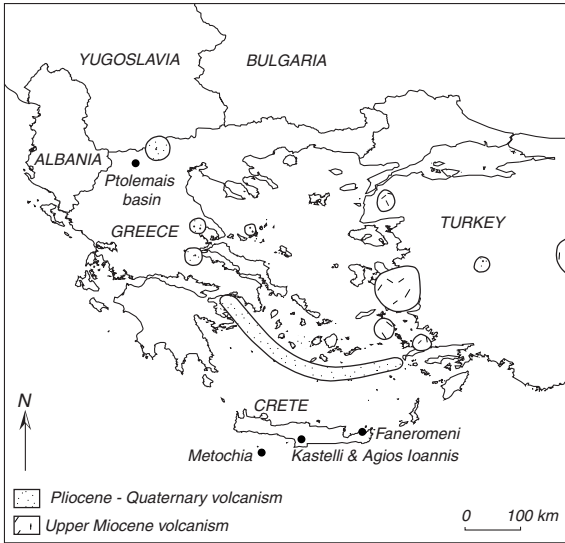 YUGOSLAVIA
BULGARIA
ALBANIA
Ptolemais
basin
GREECE
TURKEY
N
CRETE
Faneromeni
Metochia
Kastelli & Agios Ioannis
Pliocene - Quaternary volcanism
Upper Miocene volcanism
0 100 km